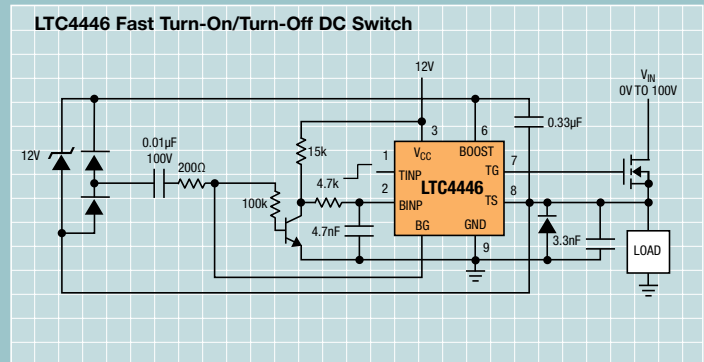 LTC4446 Fast Turn-On/Turn-Off DC Switch
12V
V_IN
0V TO 100V
3
6
0.33µF
12V
0.01µF
100V
200Ω
15k
1
V_CC
BOOST
7
TINP
TG
4.7k
LTC4446
100k
2
BINP
TS
8
4.7nF
BG
GND
9
3.3nF
LOAD